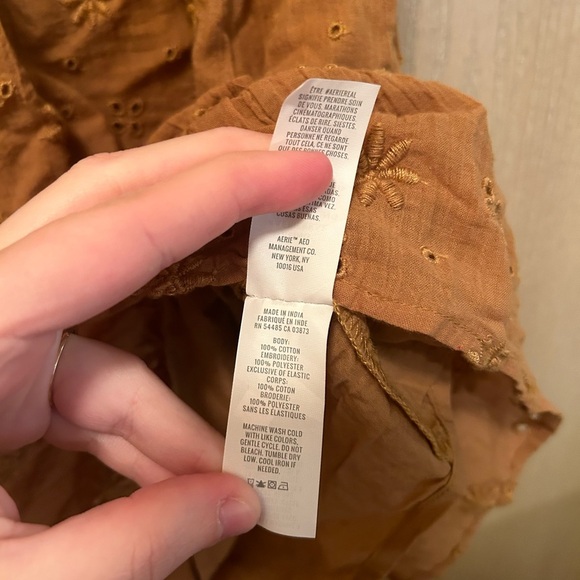 ÊTRE #AERIEREAL
SIGNIFIE PRENDRE SOIN
DE VOUS. MARATHONS
CINÉMATOGRAPHIQUES.
ÉCLATS DE RIRE. SIESTES.
DANSER QUAND
PERSONNE NE REGARDE
TOUT CELA, CE NE SONT
QUE DES BONNES CHOSES.
COSAS BUENAS.
AERIE™ AEO
MANAGEMENT CO.
NEW YORK, NY
10016 USA
MADE IN INDIA
FABRIQUÉ EN INDE
RN 54485 CA 03873
BODY:
100% COTTON
EMBROIDERY:
100% POLYESTER
EXCLUSIVE OF ELASTIC
CORPS:
100% COTON
BRODERIE:
100% POLYESTER
SANS LES ÉLASTIQUES
MACHINE WASH COLD
WITH LIKE COLORS,
GENTLE CYCLE. DO NOT
BLEACH. TUMBLE DRY
LOW. COOL IRON IF
NEEDED.